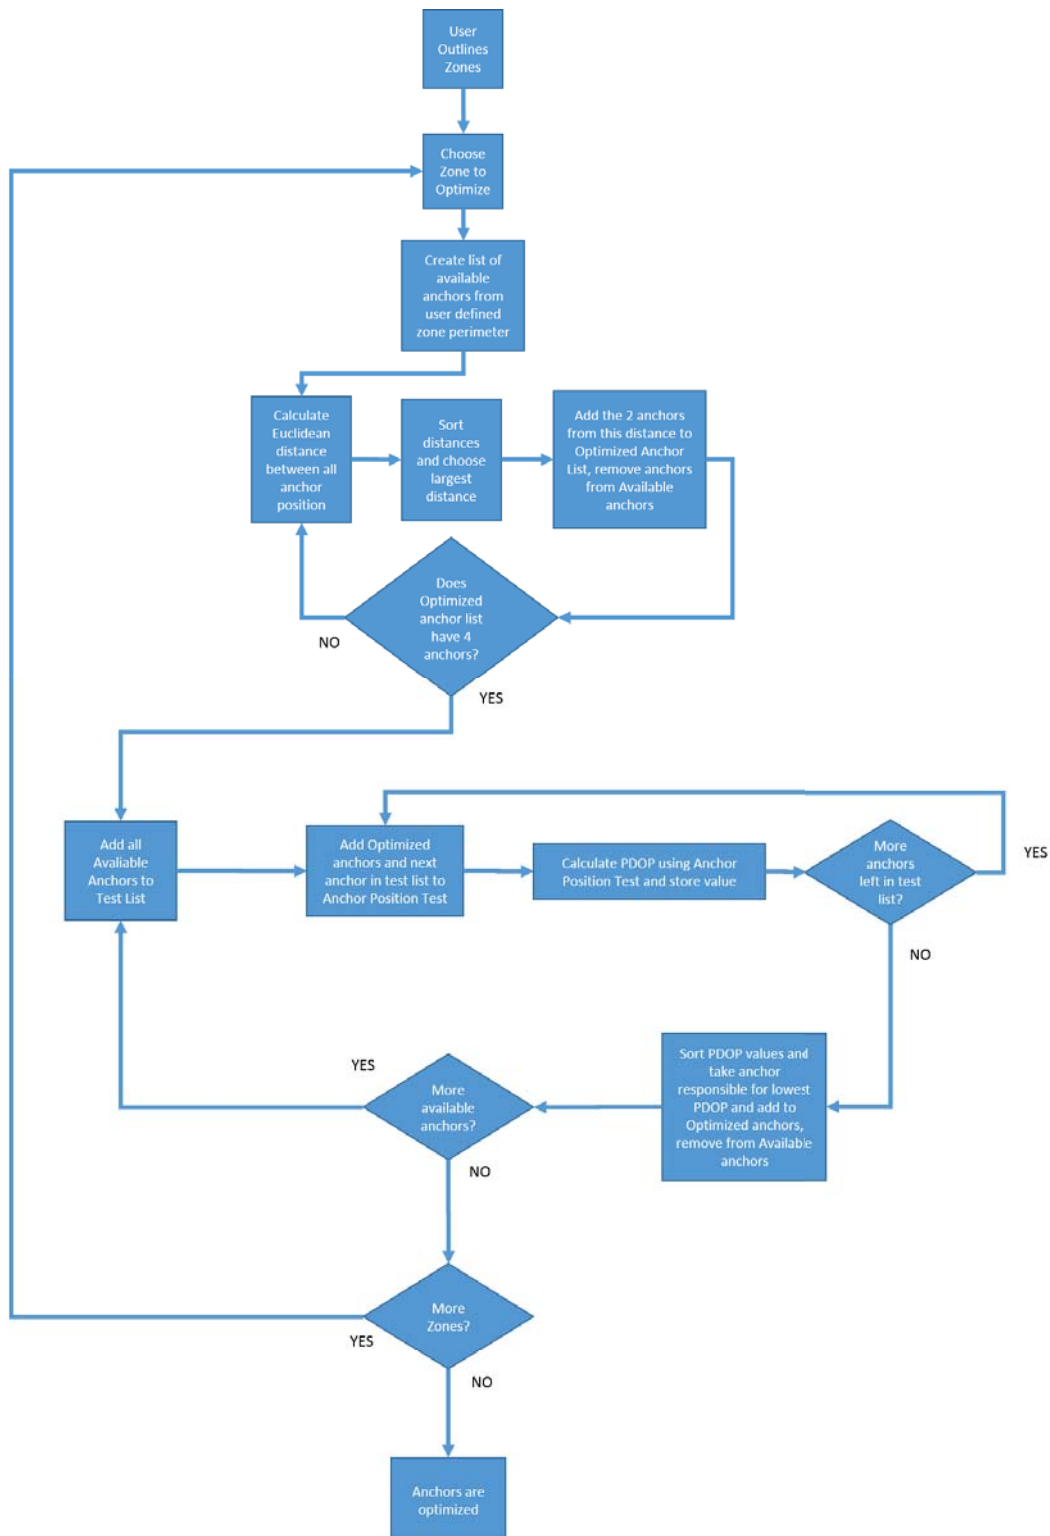 User
Outlines
Zones
Choose
Zone to
Optimize
Create list of
available
anchors from
user defined
zone perimeter
Calculate
Euclidean
distance
between all
anchor
position
Sort
distances
and choose
largest
distance
Add the 2 anchors
from this distance to
Optimized Anchor
List, remove anchors
from Available
anchors
Does
Optimized
anchor list
have 4
anchors?
NO
YES
Add all
Avaliable
Anchors to
Test List
Add Optimized
anchors and next
anchor in test list to
Anchor Position Test
Calculate PDOP using Anchor
Position Test and store value
More
anchors
left in test
list?
YES
NO
Sort PDOP values and
take anchor
responsible for lowest
PDOP and add to
Optimized anchors,
remove from Available
anchors
More
available
anchors?
YES
NO
More
Zones?
YES
NO
Anchors are
optimized